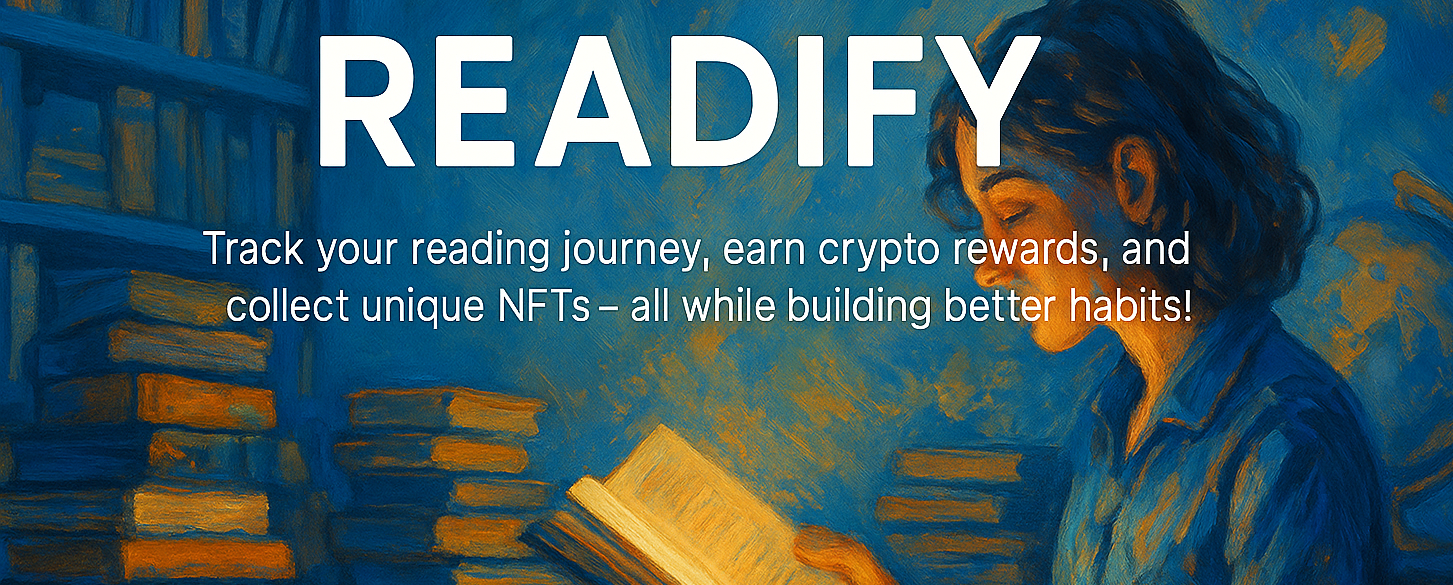 READIFY
Track your reading journey, earn crypto rewards, and
collect unique NFTs – all while building better habits!